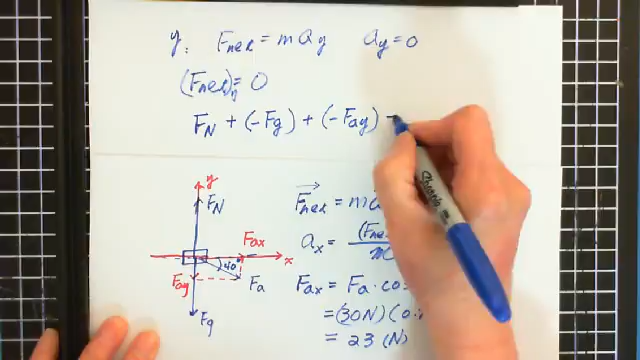 y: Fnet = m ay ay = 0
(Fnet)y = 0
FN + (-Fg) + (-Fay)
y
FN
Fax
x
40°
Fay
Fa
Fg
Fnet = m
ax = (Fnet
Fax = Fa · co
= (30N)(0.
= 23 (N)
Sharpie